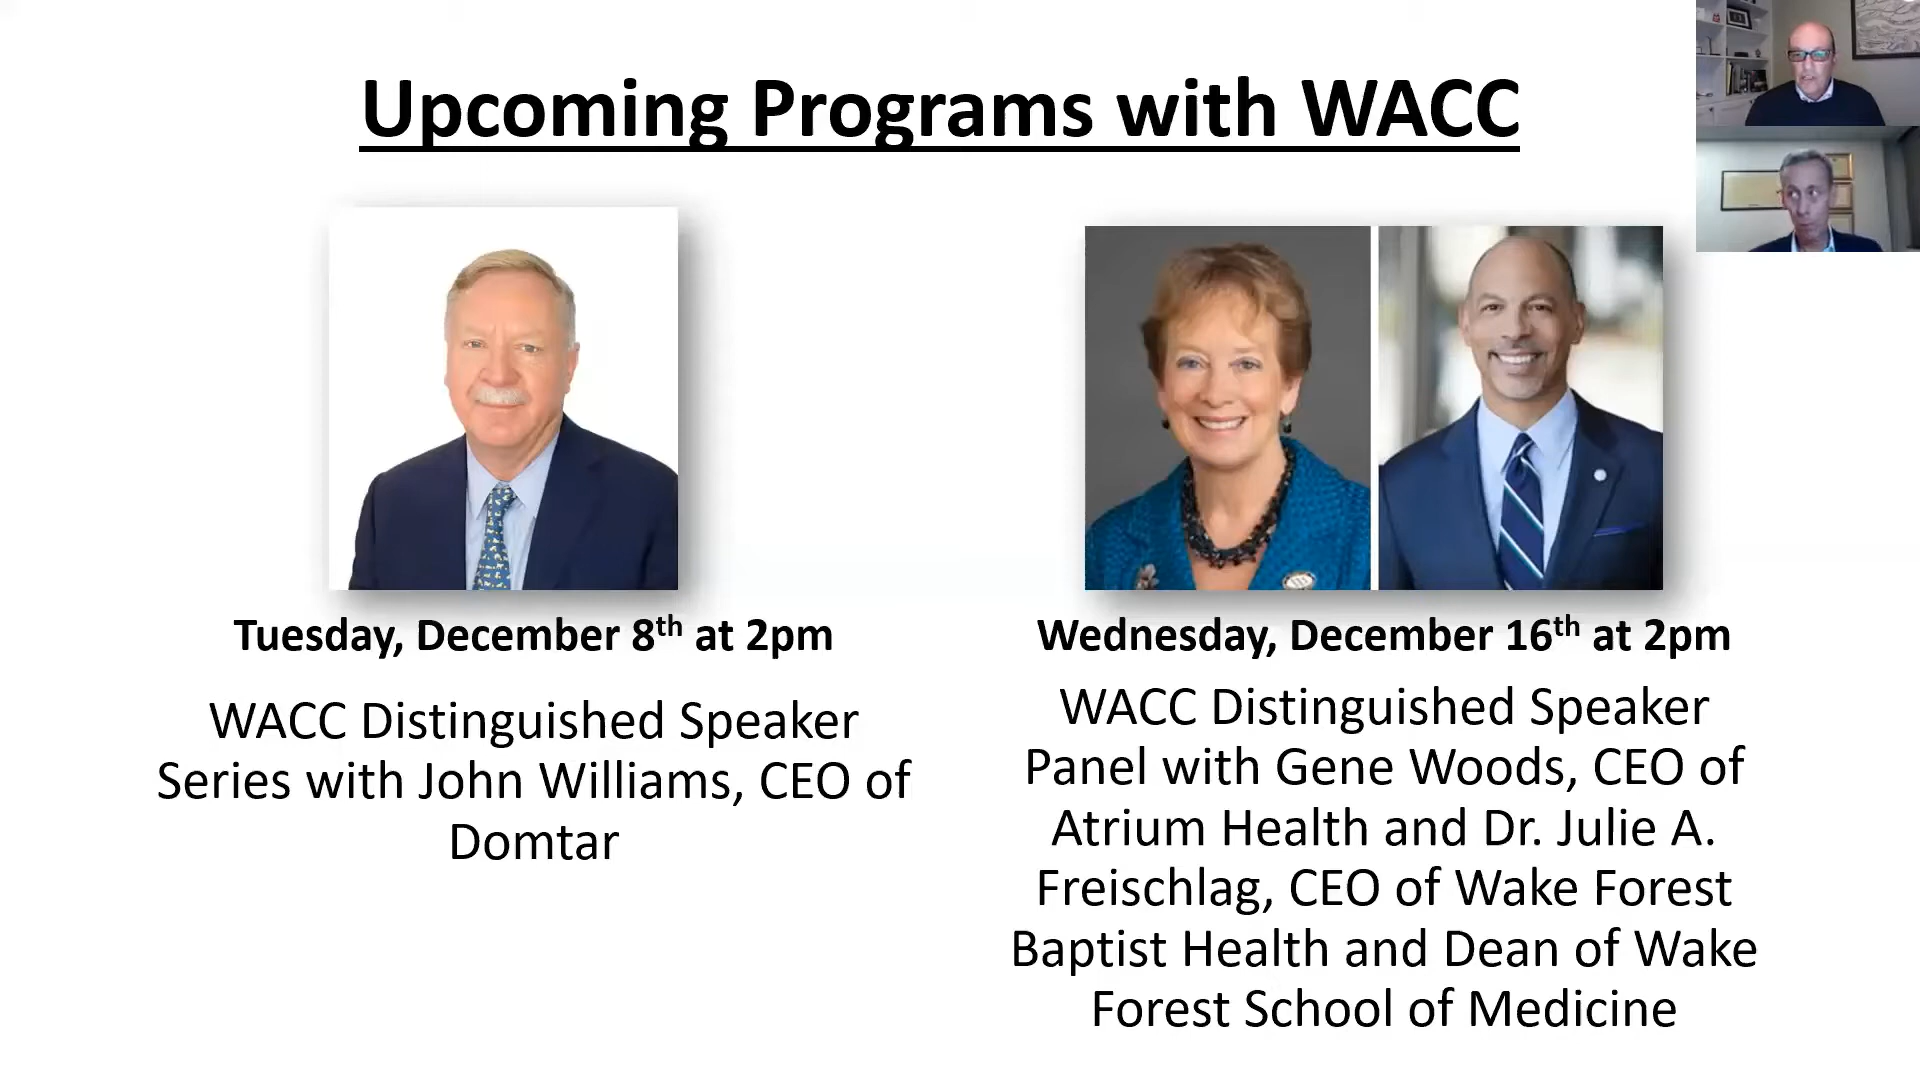 Upcoming Programs with WACC
Tuesday, December 8th at 2pm
WACC Distinguished Speaker
Series with John Williams, CEO of
Domtar
Wednesday, December 16th at 2pm
WACC Distinguished Speaker
Panel with Gene Woods, CEO of
Atrium Health and Dr. Julie A.
Freischlag, CEO of Wake Forest
Baptist Health and Dean of Wake
Forest School of Medicine